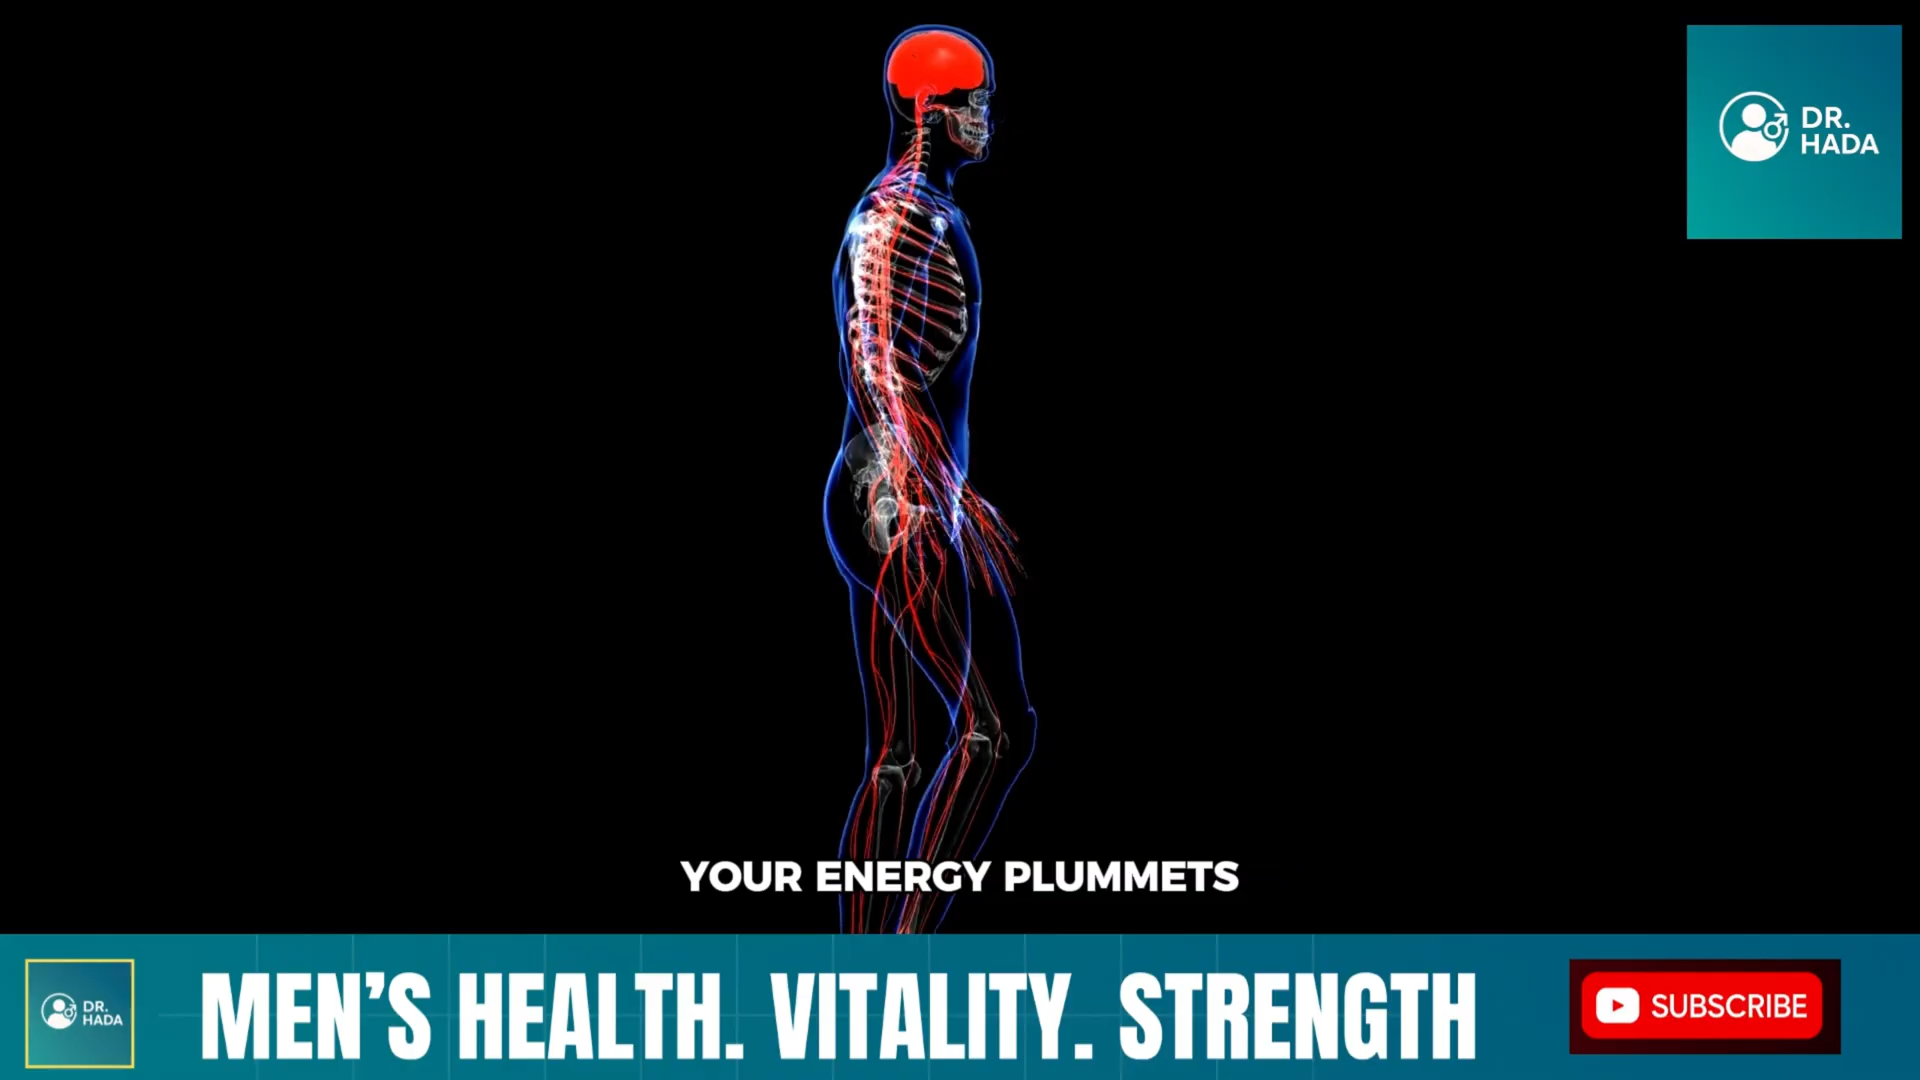 DR.
HADA
YOUR ENERGY PLUMMETS
DR.
HADA
MEN’S HEALTH. VITALITY. STRENGTH
SUBSCRIBE